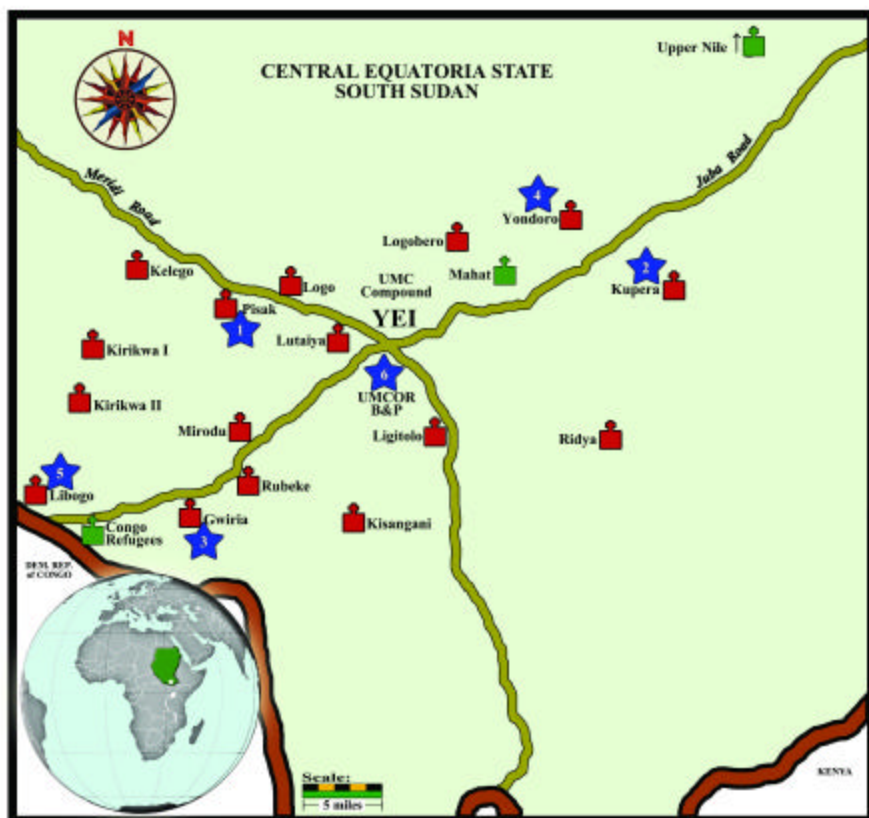 N
CENTRAL EQUATORIA STATE
SOUTH SUDAN
Upper Nile
Meridi Road
Juba Road
4
Yondoro
Logobero
Mahat
2
Kupera
Kelego
Logo
UMC
Compound
YEI
Pisak
1
Lutaiya
Kirikwa I
Kirikwa II
6
UMCOR
B&P
Mirodu
Ligitolo
Ridya
5
Libogo
Rubeke
Gwiria
3
Kisangani
Congo
Refugees
DEM. REP.
of CONGO
KENYA
Scale:
5 miles